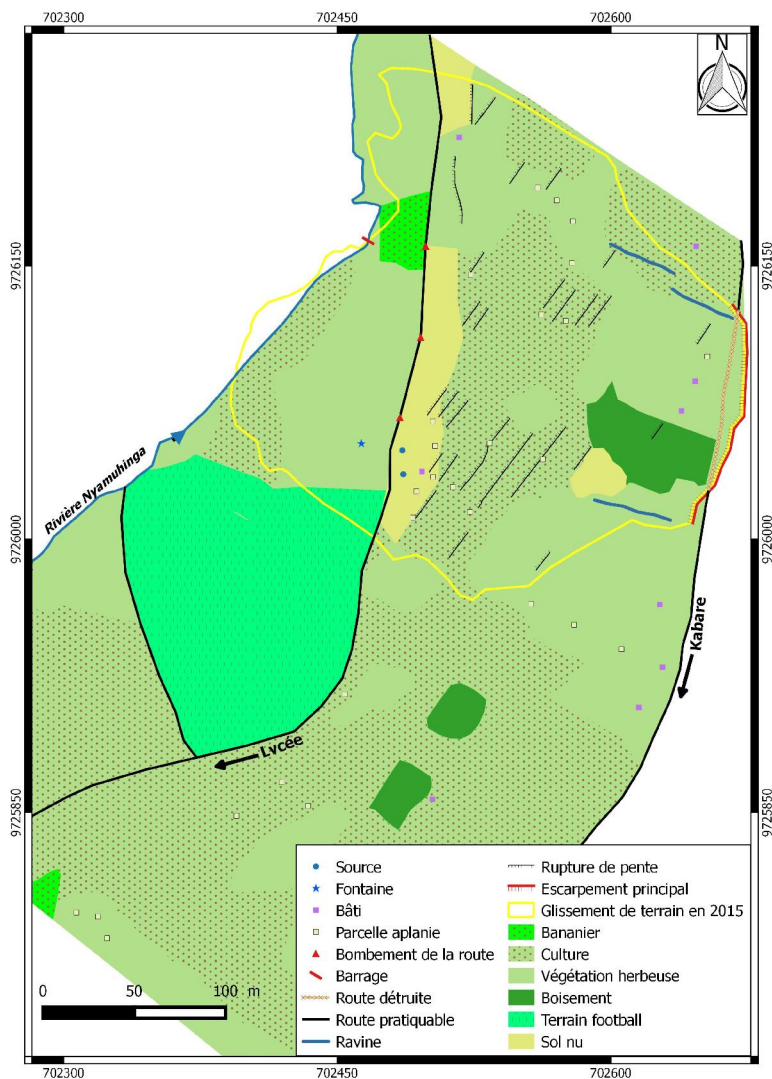 702300 702450 702600
N
9726150 9726150
Rivière Nyamuhinga
9726000 9726000
Kabare
Lycée
9725850 9725850
Source
Fontaine
Bâti
Parcelle aplanie
Bombement de la route
Barrage
Route détruite
Route pratiquable
Ravine
Rupture de pente
Escarpement principal
Glissement de terrain en 2015
Bananier
Culture
Végétation herbeuse
Boisement
Terrain football
Sol nu
0 50 100 m
702300 702450 702600